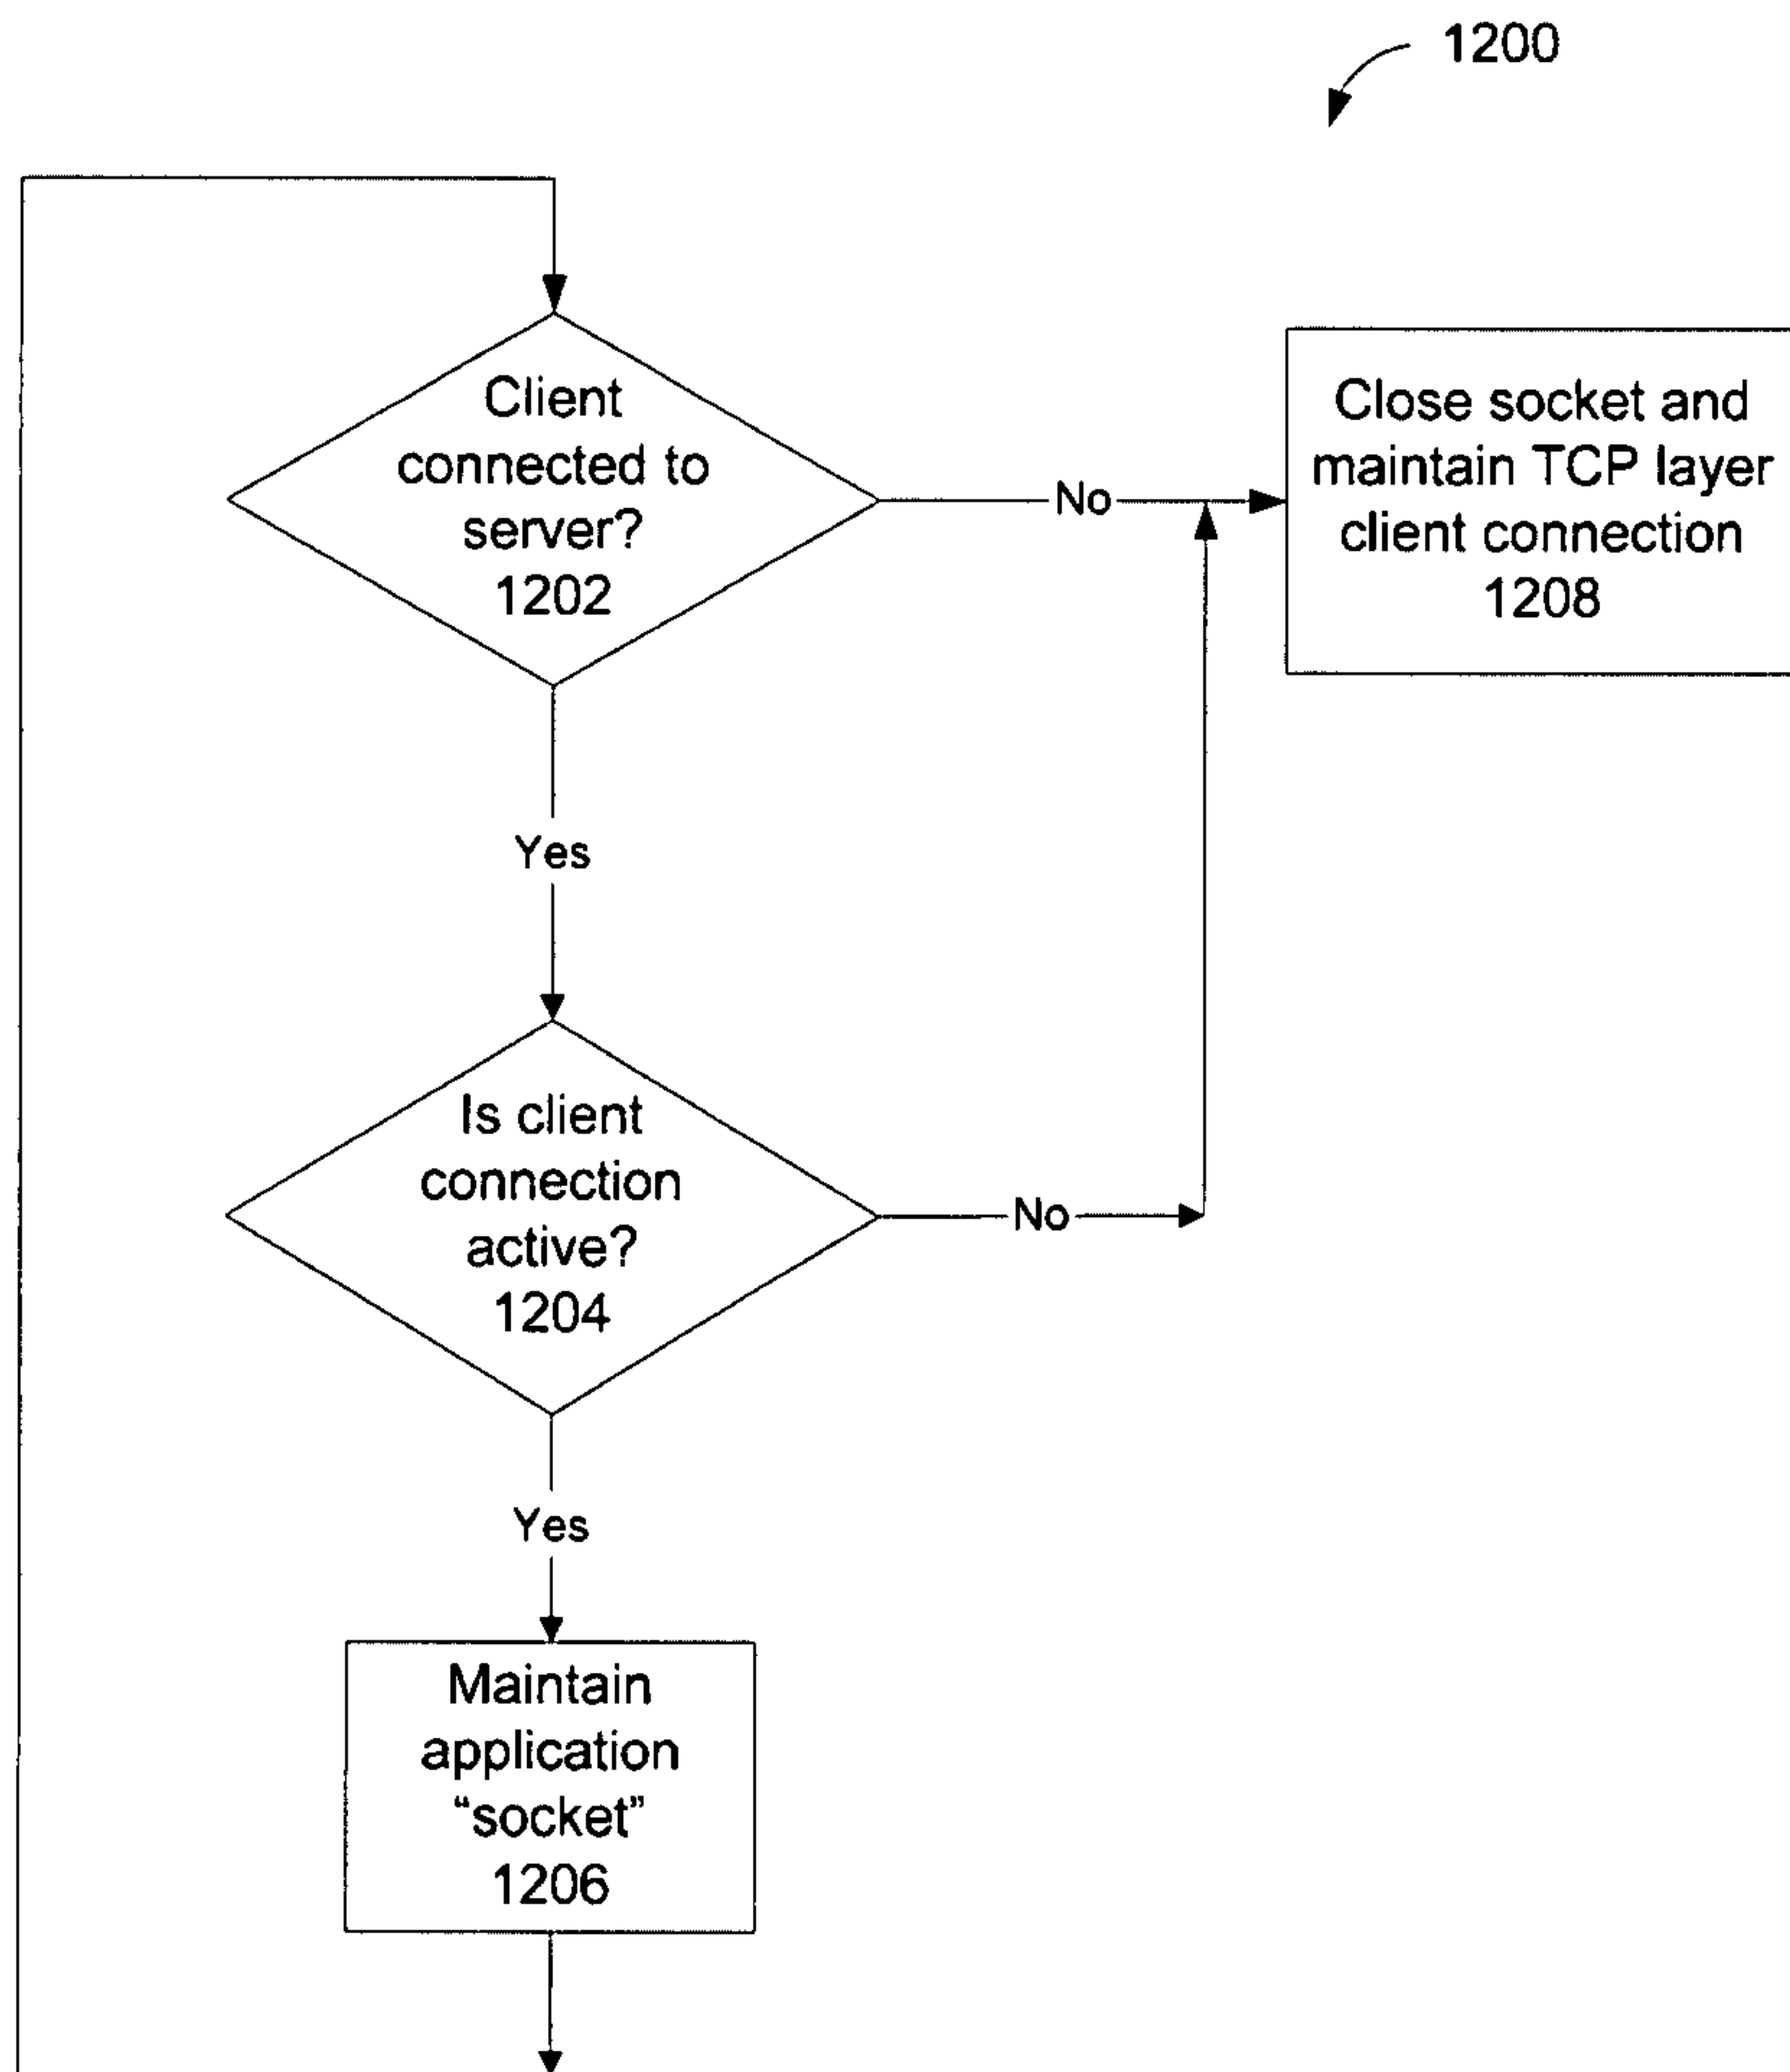 1200
Client
connected to
server?
1202
No
Close socket and
maintain TCP layer
client connection
1208
Yes
Is client
connection
active?
1204
No
Yes
Maintain
application
“socket”
1206